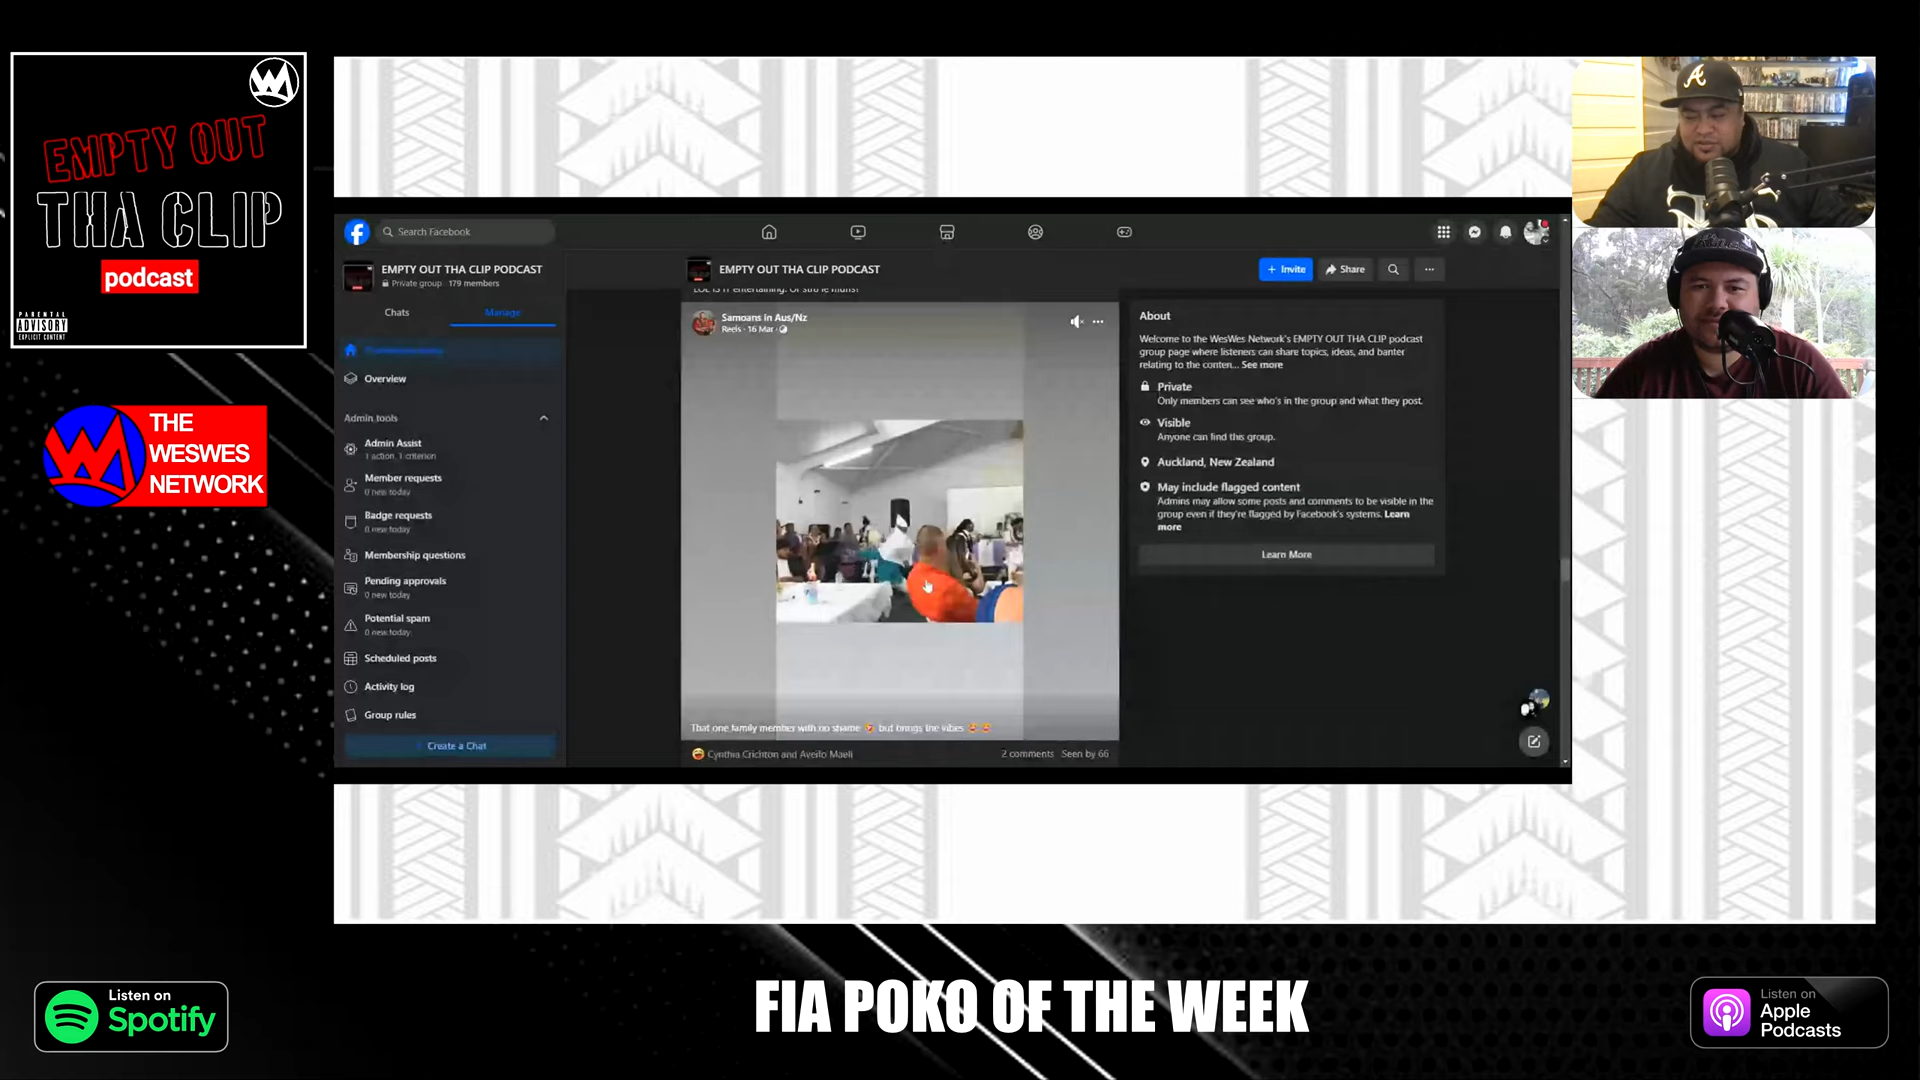 EMPTY OUT
THA CLIP
podcast
PARENTAL
ADVISORY
EXPLICIT CONTENT
THE
WESWES
NETWORK
Search Facebook
EMPTY OUT THA CLIP PODCAST
Private group · 179 members
Chats
Manage
Overview
Admin tools
Admin Assist
1 action, 1 criterion
Member requests
0 new today
Badge requests
0 new today
Membership questions
Pending approvals
0 new today
Potential spam
0 new today
Scheduled posts
Activity log
Group rules
Create a Chat
EMPTY OUT THA CLIP PODCAST
+ Invite
Share
Samoans in Aus/Nz
Reels · 16 Mar ·
That one family member with no shame 🤣 but brings the vibes 🥰 🥰
Cynthia Crichton and Aveifo Maeli
2 comments Seen by 66
About
Welcome to the WesWes Network's EMPTY OUT THA CLIP podcast
group page where listeners can share topics, ideas, and banter
relating to the conten... See more
Private
Only members can see who's in the group and what they post.
Visible
Anyone can find this group.
Auckland, New Zealand
May include flagged content
Admins may allow some posts and comments to be visible in the
group even if they're flagged by Facebook's systems. Learn
more
Learn More
A
Listen on
Spotify
FIA POKO OF THE WEEK
Listen on
Apple
Podcasts